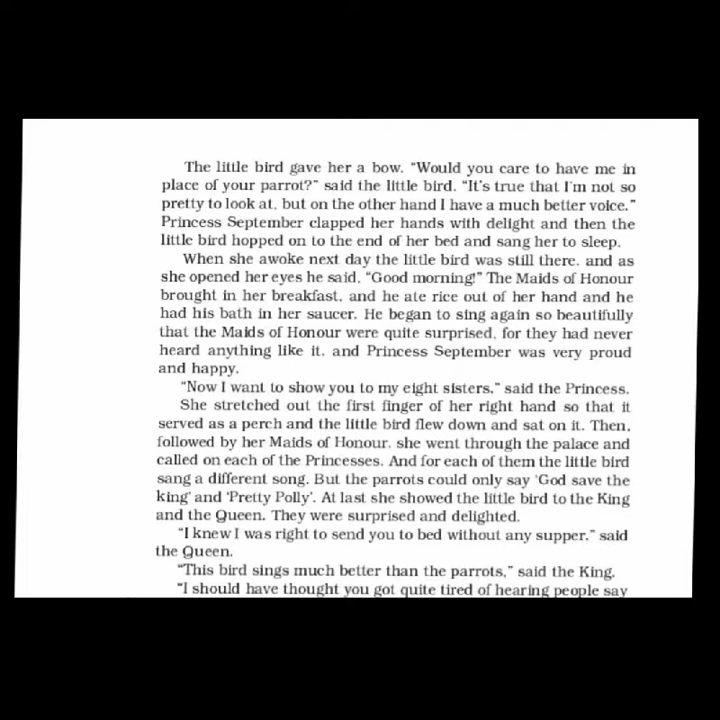 The little bird gave her a bow. "Would you care to have me in
place of your parrot?" said the little bird. "It's true that I'm not so
pretty to look at, but on the other hand I have a much better voice."
Princess September clapped her hands with delight and then the
little bird hopped on to the end of her bed and sang her to sleep.
When she awoke next day the little bird was still there, and as
she opened her eyes he said, "Good morning!" The Maids of Honour
brought in her breakfast, and he ate rice out of her hand and he
had his bath in her saucer. He began to sing again so beautifully
that the Maids of Honour were quite surprised, for they had never
heard anything like it, and Princess September was very proud
and happy.
"Now I want to show you to my eight sisters," said the Princess.
She stretched out the first finger of her right hand so that it
served as a perch and the little bird flew down and sat on it. Then,
followed by her Maids of Honour, she went through the palace and
called on each of the Princesses. And for each of them the little bird
sang a different song. But the parrots could only say 'God save the
king' and 'Pretty Polly'. At last she showed the little bird to the King
and the Queen. They were surprised and delighted.
"I knew I was right to send you to bed without any supper," said
the Queen.
"This bird sings much better than the parrots," said the King.
"I should have thought you got quite tired of hearing people say